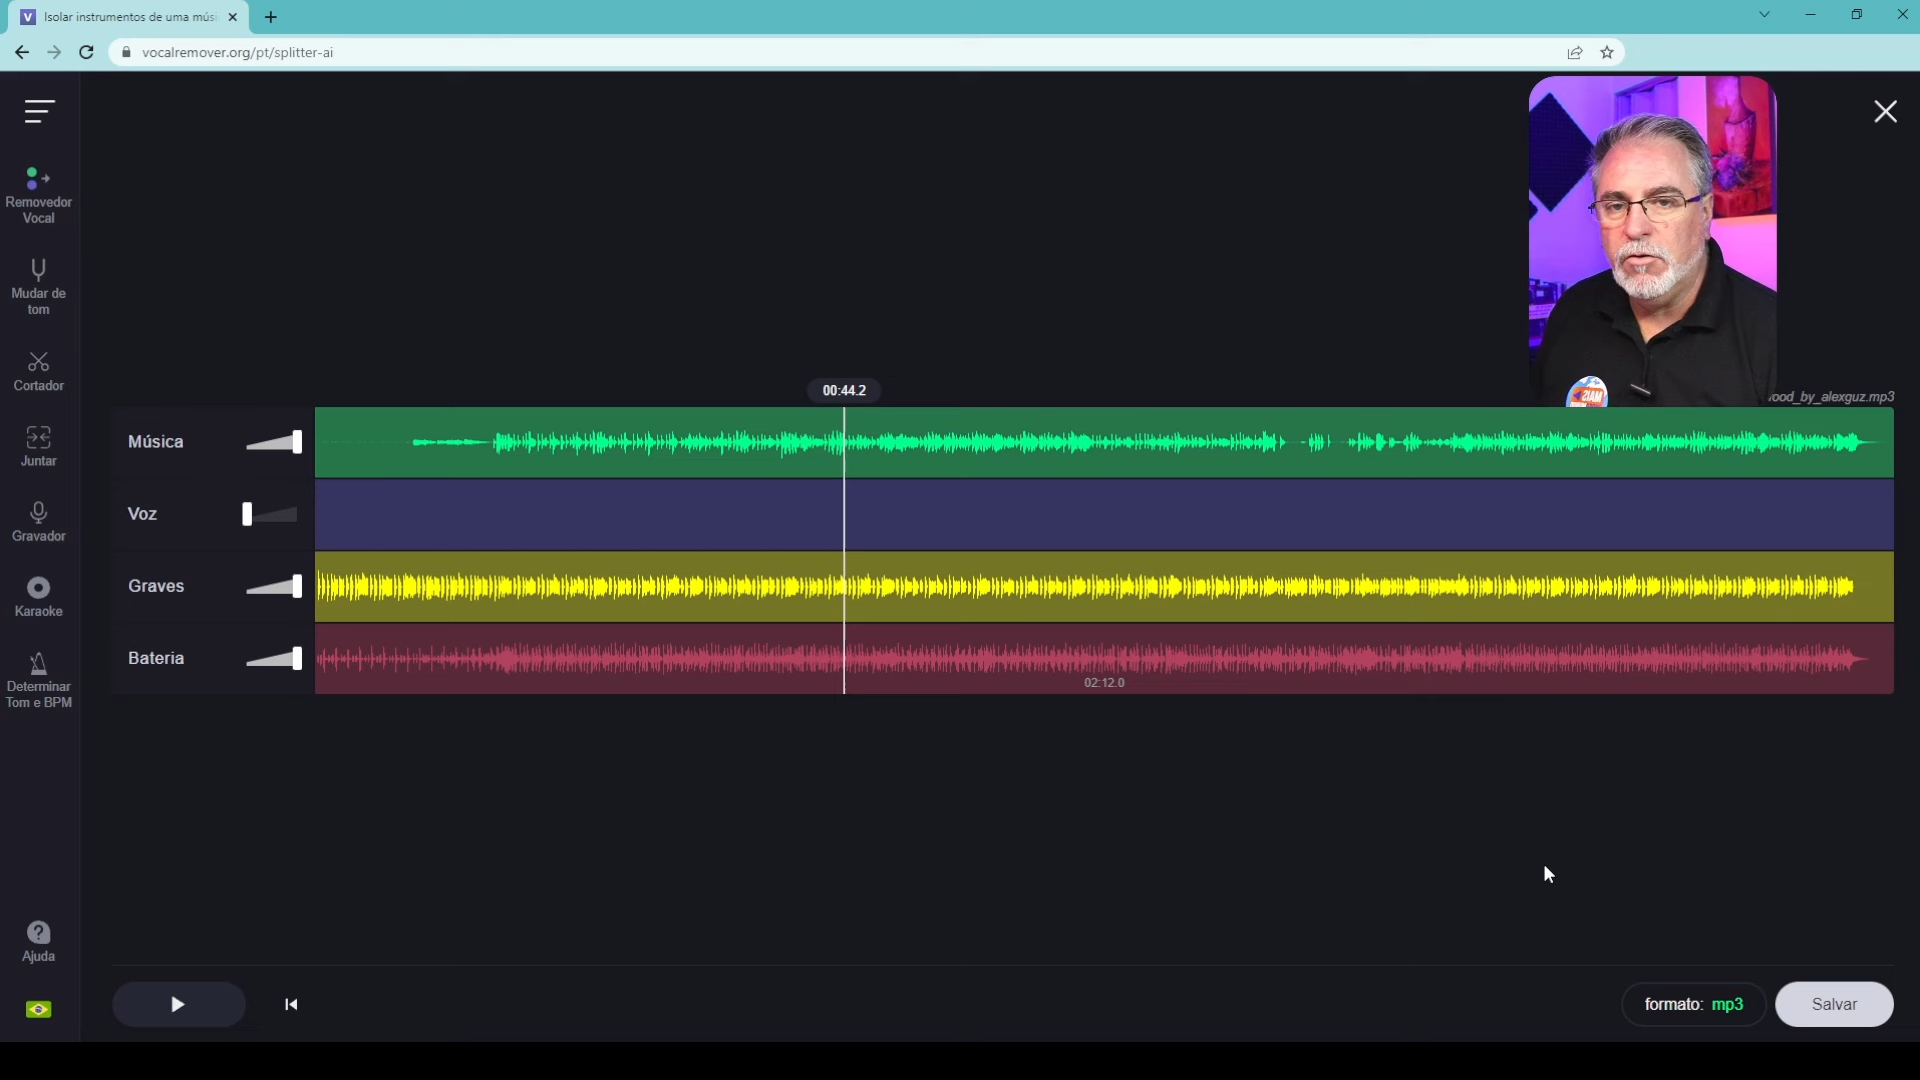 Isolar instrumentos de uma músi
vocalremover.org/pt/splitter-ai
Removedor
Vocal
Mudar de
tom
Cortador
Juntar
Gravador
Karaoke
Determinar
Tom e BPM
Ajuda
00:44.2
ood_by_alexguz.mp3
Música
Voz
Graves
Bateria
02:12.0
formato: mp3
Salvar